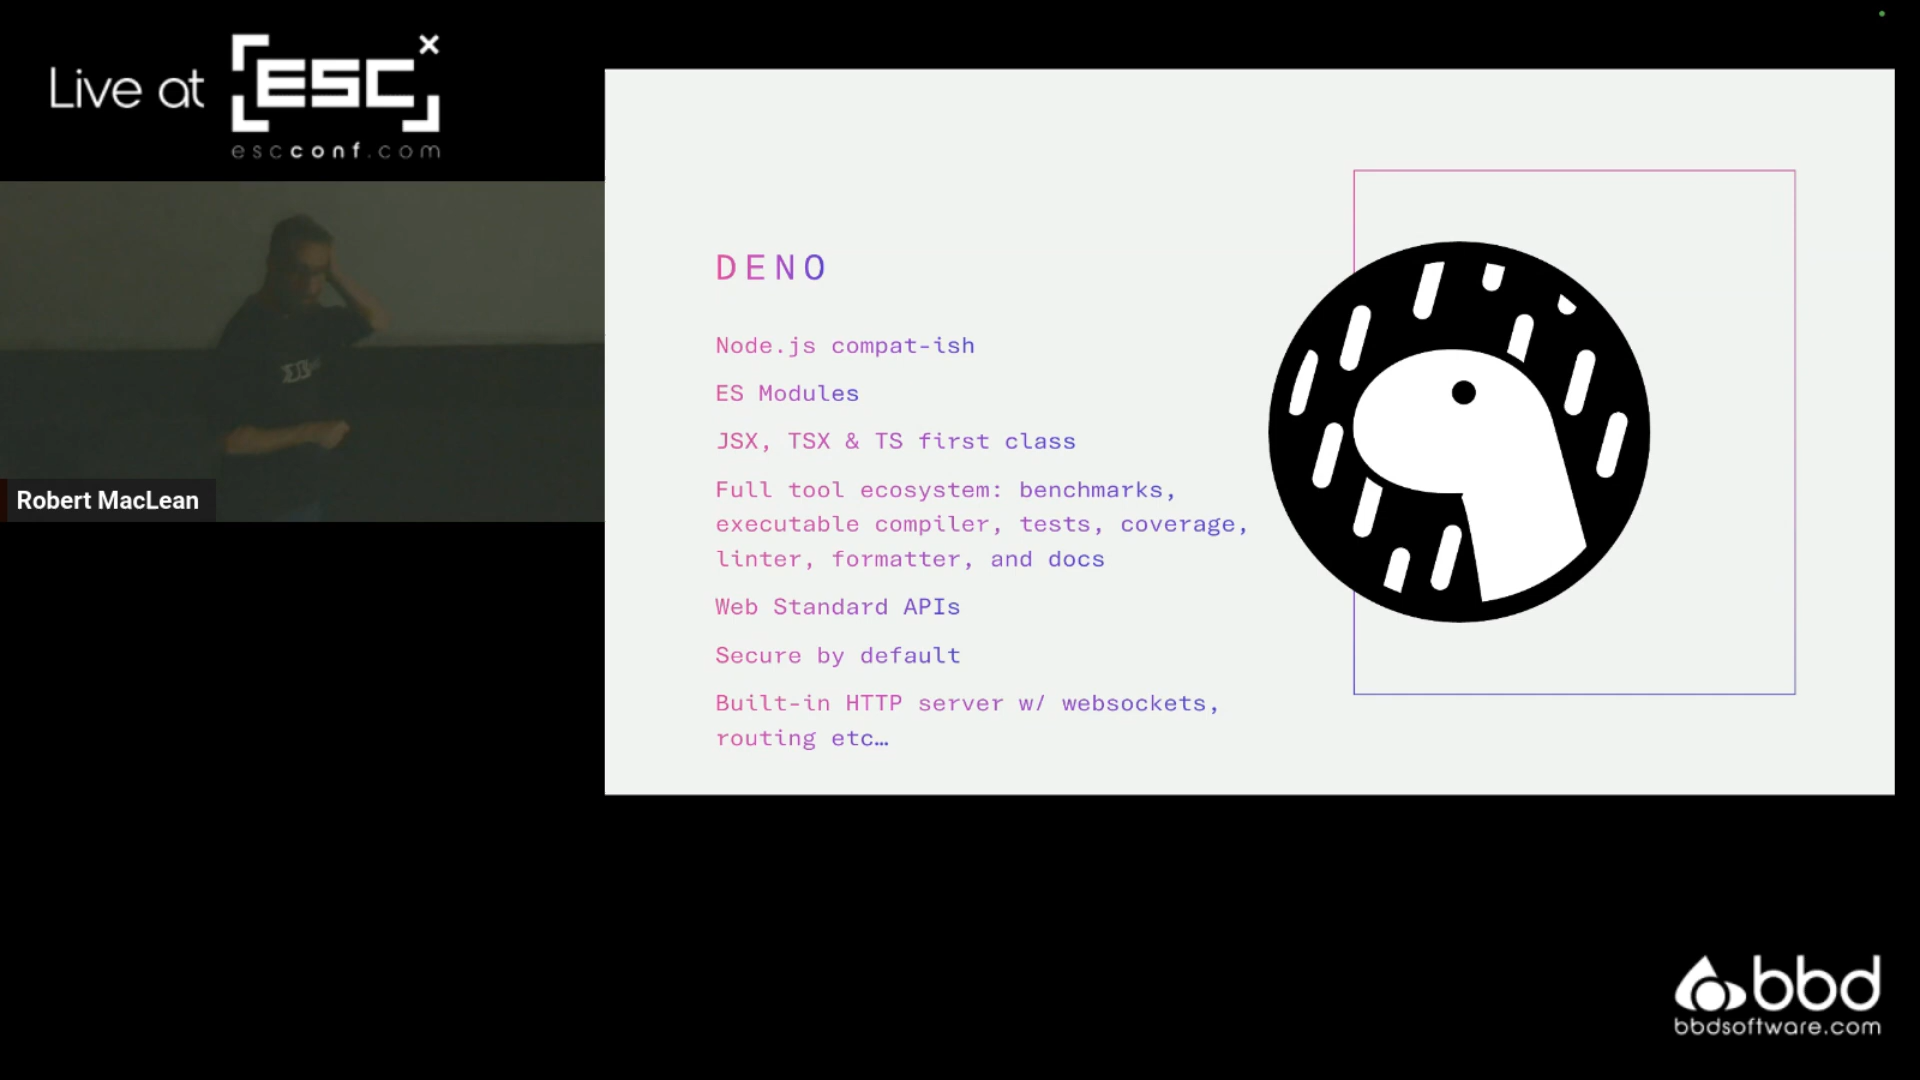 Live at [ESC]x
escconf.com
Robert MacLean
DENO
Node.js compat-ish
ES Modules
JSX, TSX & TS first class
Full tool ecosystem: benchmarks,
executable compiler, tests, coverage,
linter, formatter, and docs
Web Standard APIs
Secure by default
Built-in HTTP server w/ websockets,
routing etc…
bbd
bbdsoftware.com